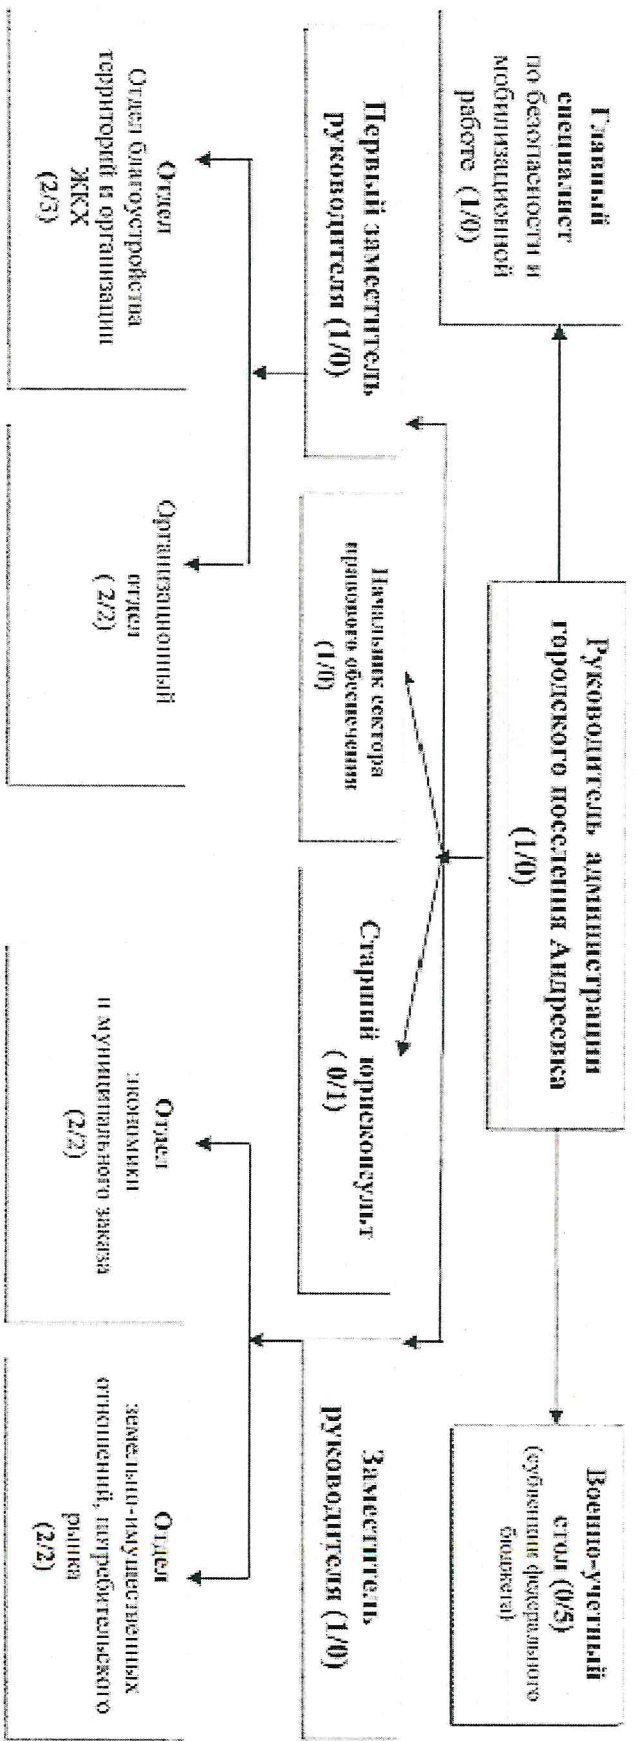 Главный
специалист
по безопасности и
мобилизационной
работе (1/0)
Руководитель администрации
городского поселения Андреевка
(1/0)
Военно-учетный
стол (0/5)
(субвенции федерального
бюджета)
Первый заместитель
руководителя (1/0)
Начальник сектора
правового обеспечения
(1/0)
Старший юрисконсульт
( 0/1)
Заместитель
руководителя (1/0)
Отдел
Отдел благоустройства
территорий и организации
ЖКХ
(2/3)
Организационный
отдел
( 2/2)
Отдел
экономики
и муниципального заказа
(2/2)
Отдел
земельно-имущественных
отношений, потребительского
рынка
(2/2)